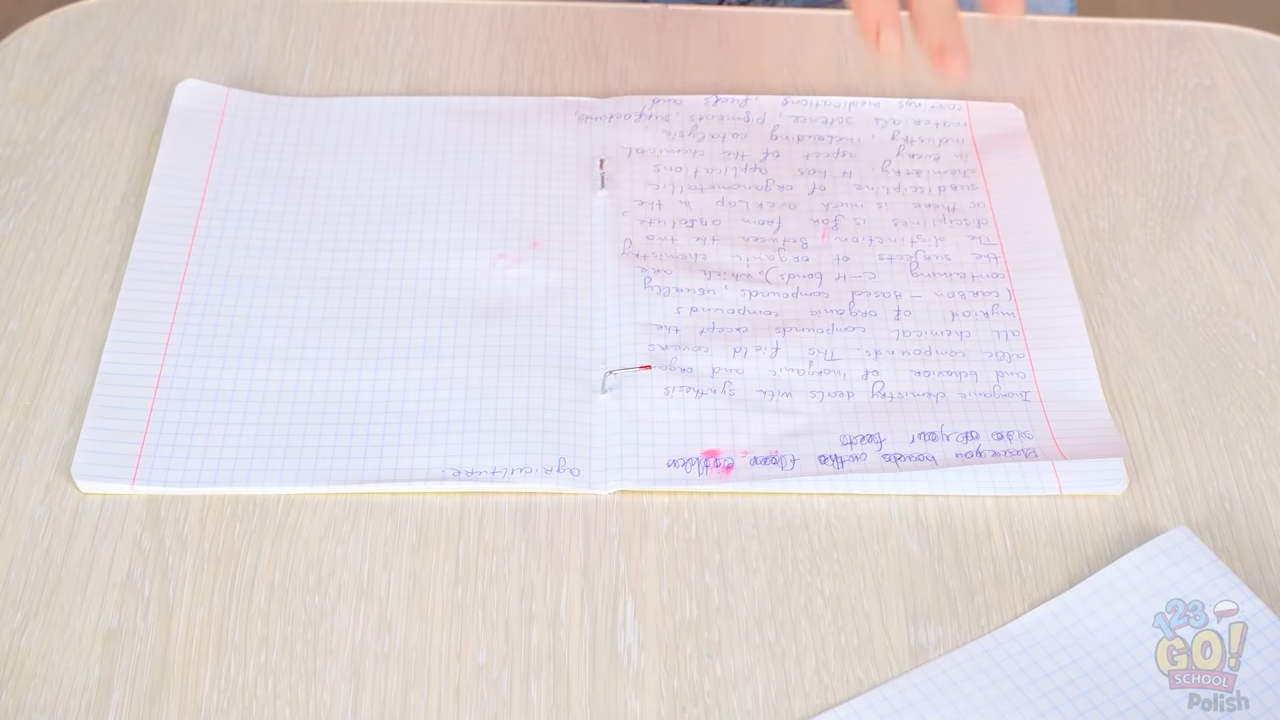 Inorganic chemistry deals with synthesis
and behavior of inorganic and organ
allic compounds. This field covers
all chemical compounds except the
myriad of organic compounds
(carbon - based compounds, usually
containing C-H bonds), which are
the subjects of organic chemistry
The distinction between the two
disciplines is far from absolute,
as there is much overlap in the
subdiscipline of organometallic
chemistry. It has applications
in every aspect of the chemical
industry, including catalysis,
materials science, pigments, surfactants,
coatings medications, fuels and
agriculture.
123
GO!
SCHOOL
Polish